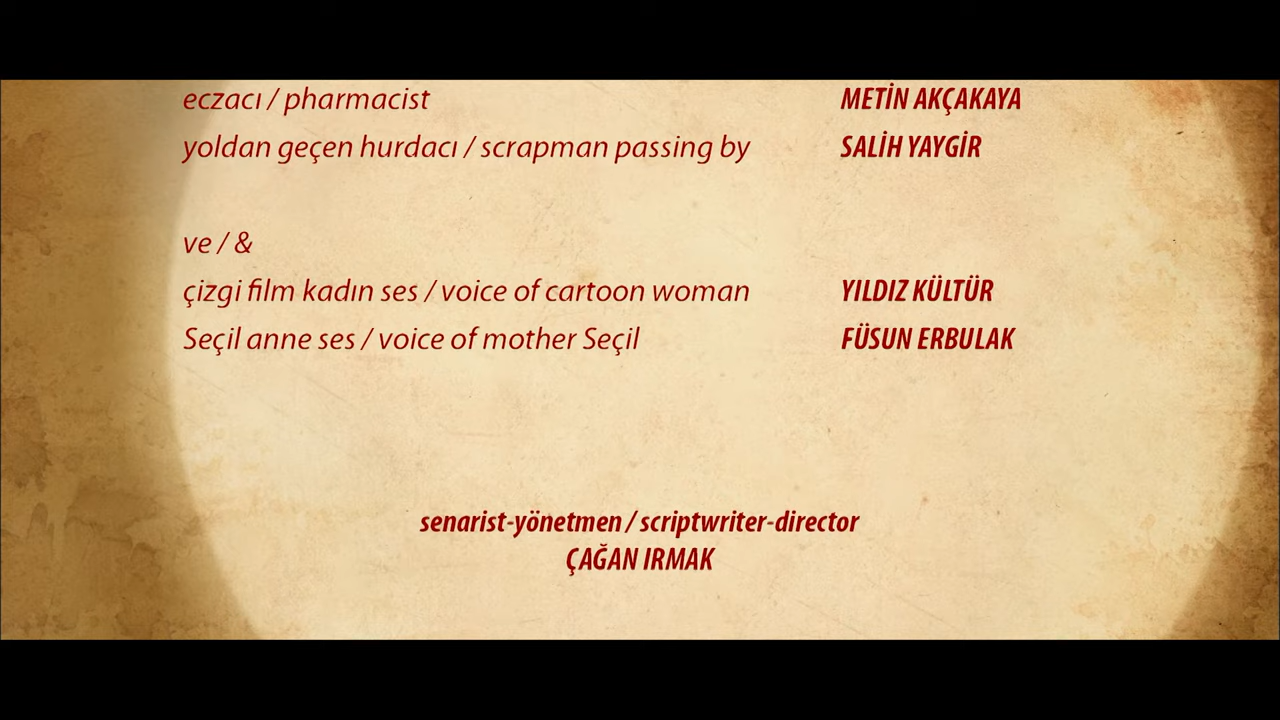 eczacı / pharmacist METİN AKÇAKAYA
yoldan geçen hurdacı / scrapman passing by SALİH YAYGİR
ve / &
çizgi film kadın ses / voice of cartoon woman YILDIZ KÜLTÜR
Seçil anne ses / voice of mother Seçil FÜSUN ERBULAK
senarist-yönetmen / scriptwriter-director
ÇAĞAN IRMAK